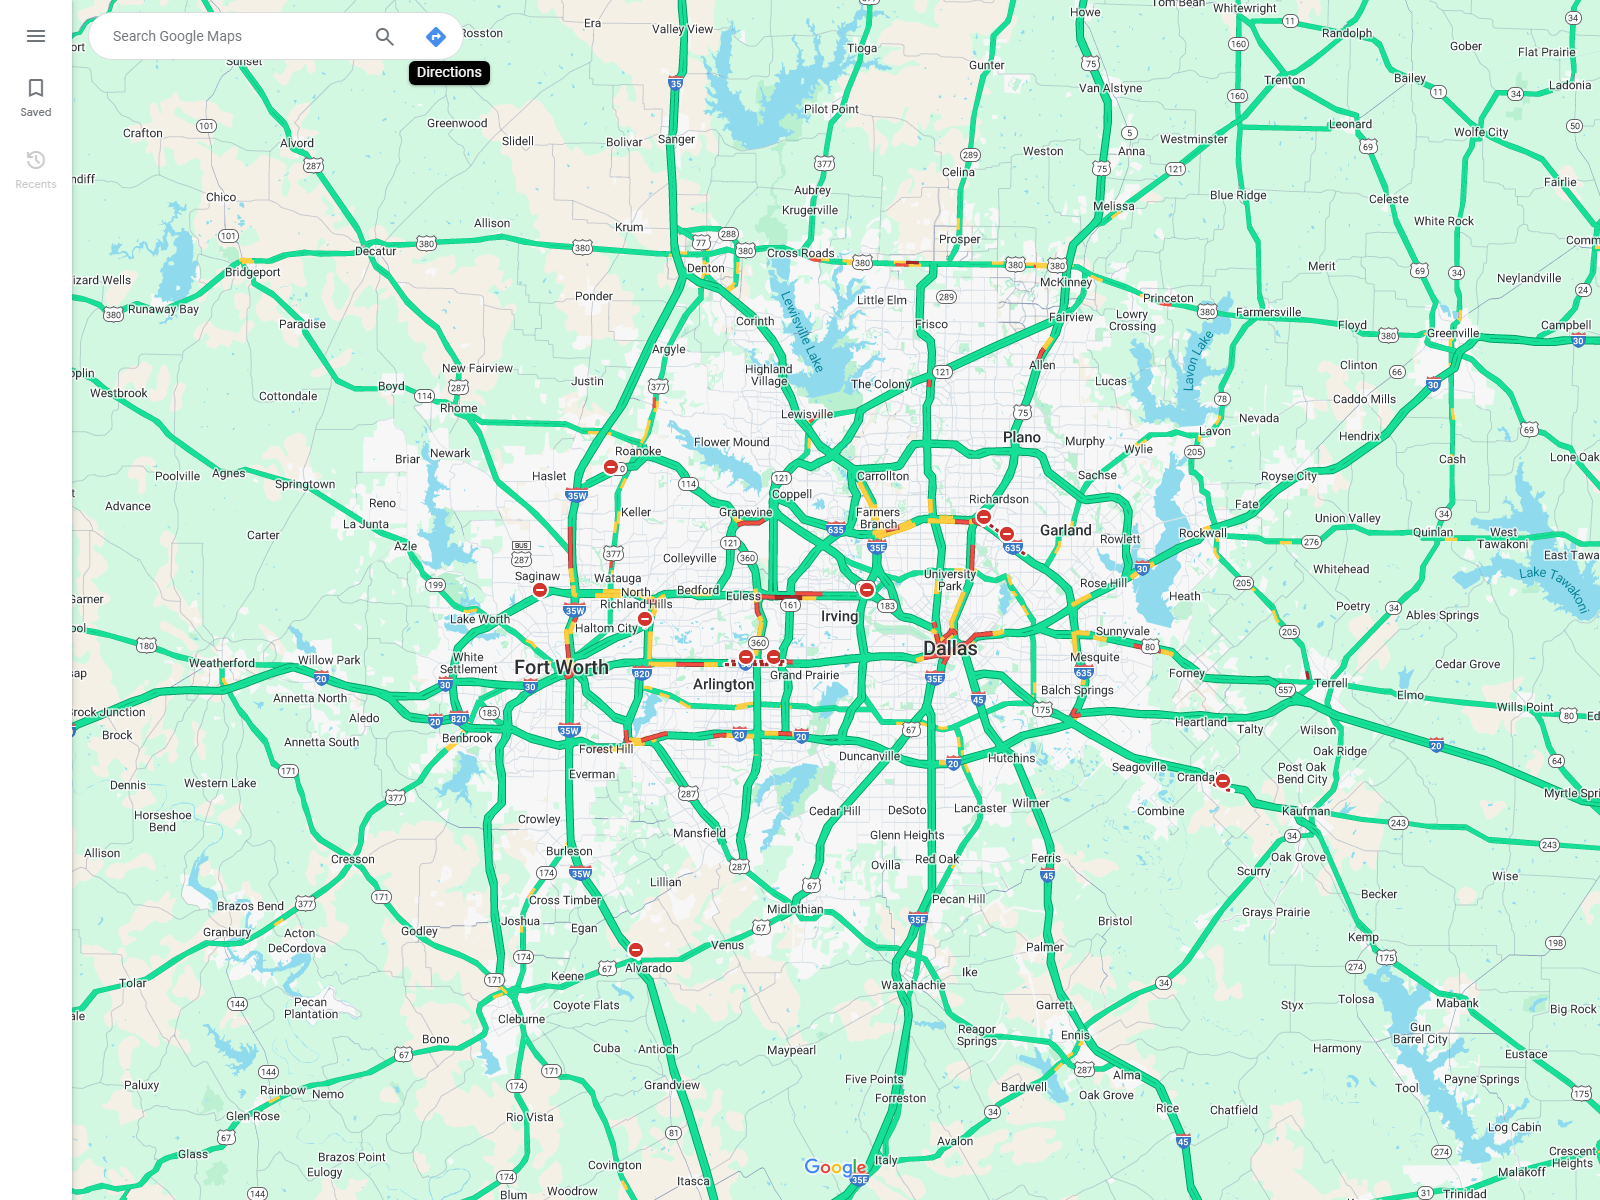 Search Google Maps
Directions
Saved
Recents
Era
Valley View
Rosston
Sunset
Tioga
Howe
Tom Bean
Whitewright
Randolph
Gober
Flat Prairie
Ladonia
Gunter
Van Alstyne
Trenton
Bailey
Pilot Point
Crafton
Alvord
Greenwood
Slidell
Bolivar
Sanger
Weston
Anna
Westminster
Leonard
Wolfe City
Celina
Chico
Allison
Krum
Aubrey
Krugerville
Melissa
Blue Ridge
Celeste
Fairlie
White Rock
Prosper
Decatur
Bridgeport
Cross Roads
Denton
McKinney
Merit
Neylandville
Runaway Bay
Ponder
Little Elm
Princeton
Lowry
Crossing
Farmersville
Floyd
Greenville
Campbell
Paradise
Corinth
Lewisville Lake
Frisco
Fairview
Lavon Lake
Argyle
New Fairview
Justin
Highland
Village
The Colony
Allen
Lucas
Clinton
Caddo Mills
Westbrook
Cottondale
Boyd
Rhome
Lewisville
Nevada
Lavon
Flower Mound
Plano
Murphy
Wylie
Hendrix
Cash
Lone Oak
Briar
Newark
Roanoke
Haslet
Carrollton
Sachse
Royse City
Poolville
Agnes
Springtown
Advance
Reno
La Junta
Azle
Keller
Grapevine
Coppell
Farmers
Branch
Richardson
Garland
Rowlett
Rockwall
Fate
Union Valley
Quinlan
West
Tawakoni
East Tawa
Lake Tawakoni
Carter
Colleyville
Saginaw
Watauga
North
Richland Hills
Bedford
Euless
Irving
University
Park
Rose Hill
Heath
Whitehead
Poetry
Ables Springs
Lake Worth
Haltom City
Dallas
Sunnyvale
Mesquite
Weatherford
Willow Park
White
Settlement
Fort Worth
Arlington
Grand Prairie
Balch Springs
Forney
Terrell
Cedar Grove
Elmo
Wills Point
Annetta North
Aledo
Brock
Annetta South
Benbrook
Forest Hill
Everman
Duncanville
Hutchins
Seagoville
Heartland
Talty
Wilson
Oak Ridge
Post Oak
Bend City
Dennis
Western Lake
Horseshoe
Bend
Crowley
Mansfield
Cedar Hill
DeSoto
Lancaster
Wilmer
Combine
Kaufman
Allison
Cresson
Burleson
Glenn Heights
Ovilla
Red Oak
Ferris
Oak Grove
Scurry
Wise
Becker
Brazos Bend
Granbury
Acton
DeCordova
Godley
Joshua
Cross Timber
Egan
Lillian
Midlothian
Pecan Hill
Bristol
Grays Prairie
Kemp
Tolar
Keene
Alvarado
Venus
Palmer
Ike
Waxahachie
Pecan
Plantation
Coyote Flats
Cleburne
Garrett
Styx
Tolosa
Mabank
Big Rock
Bono
Cuba
Antioch
Maypearl
Reagor
Springs
Ennis
Harmony
Gun
Barrel City
Eustace
Paluxy
Rainbow
Nemo
Grandview
Five Points
Forreston
Bardwell
Alma
Oak Grove
Rice
Chatfield
Tool
Payne Springs
Log Cabin
Glen Rose
Rio Vista
Glass
Brazos Point
Eulogy
Covington
Itasca
Italy
Avalon
Google
Blum
Woodrow
Malakoff
Trinidad
Crescent
Heights